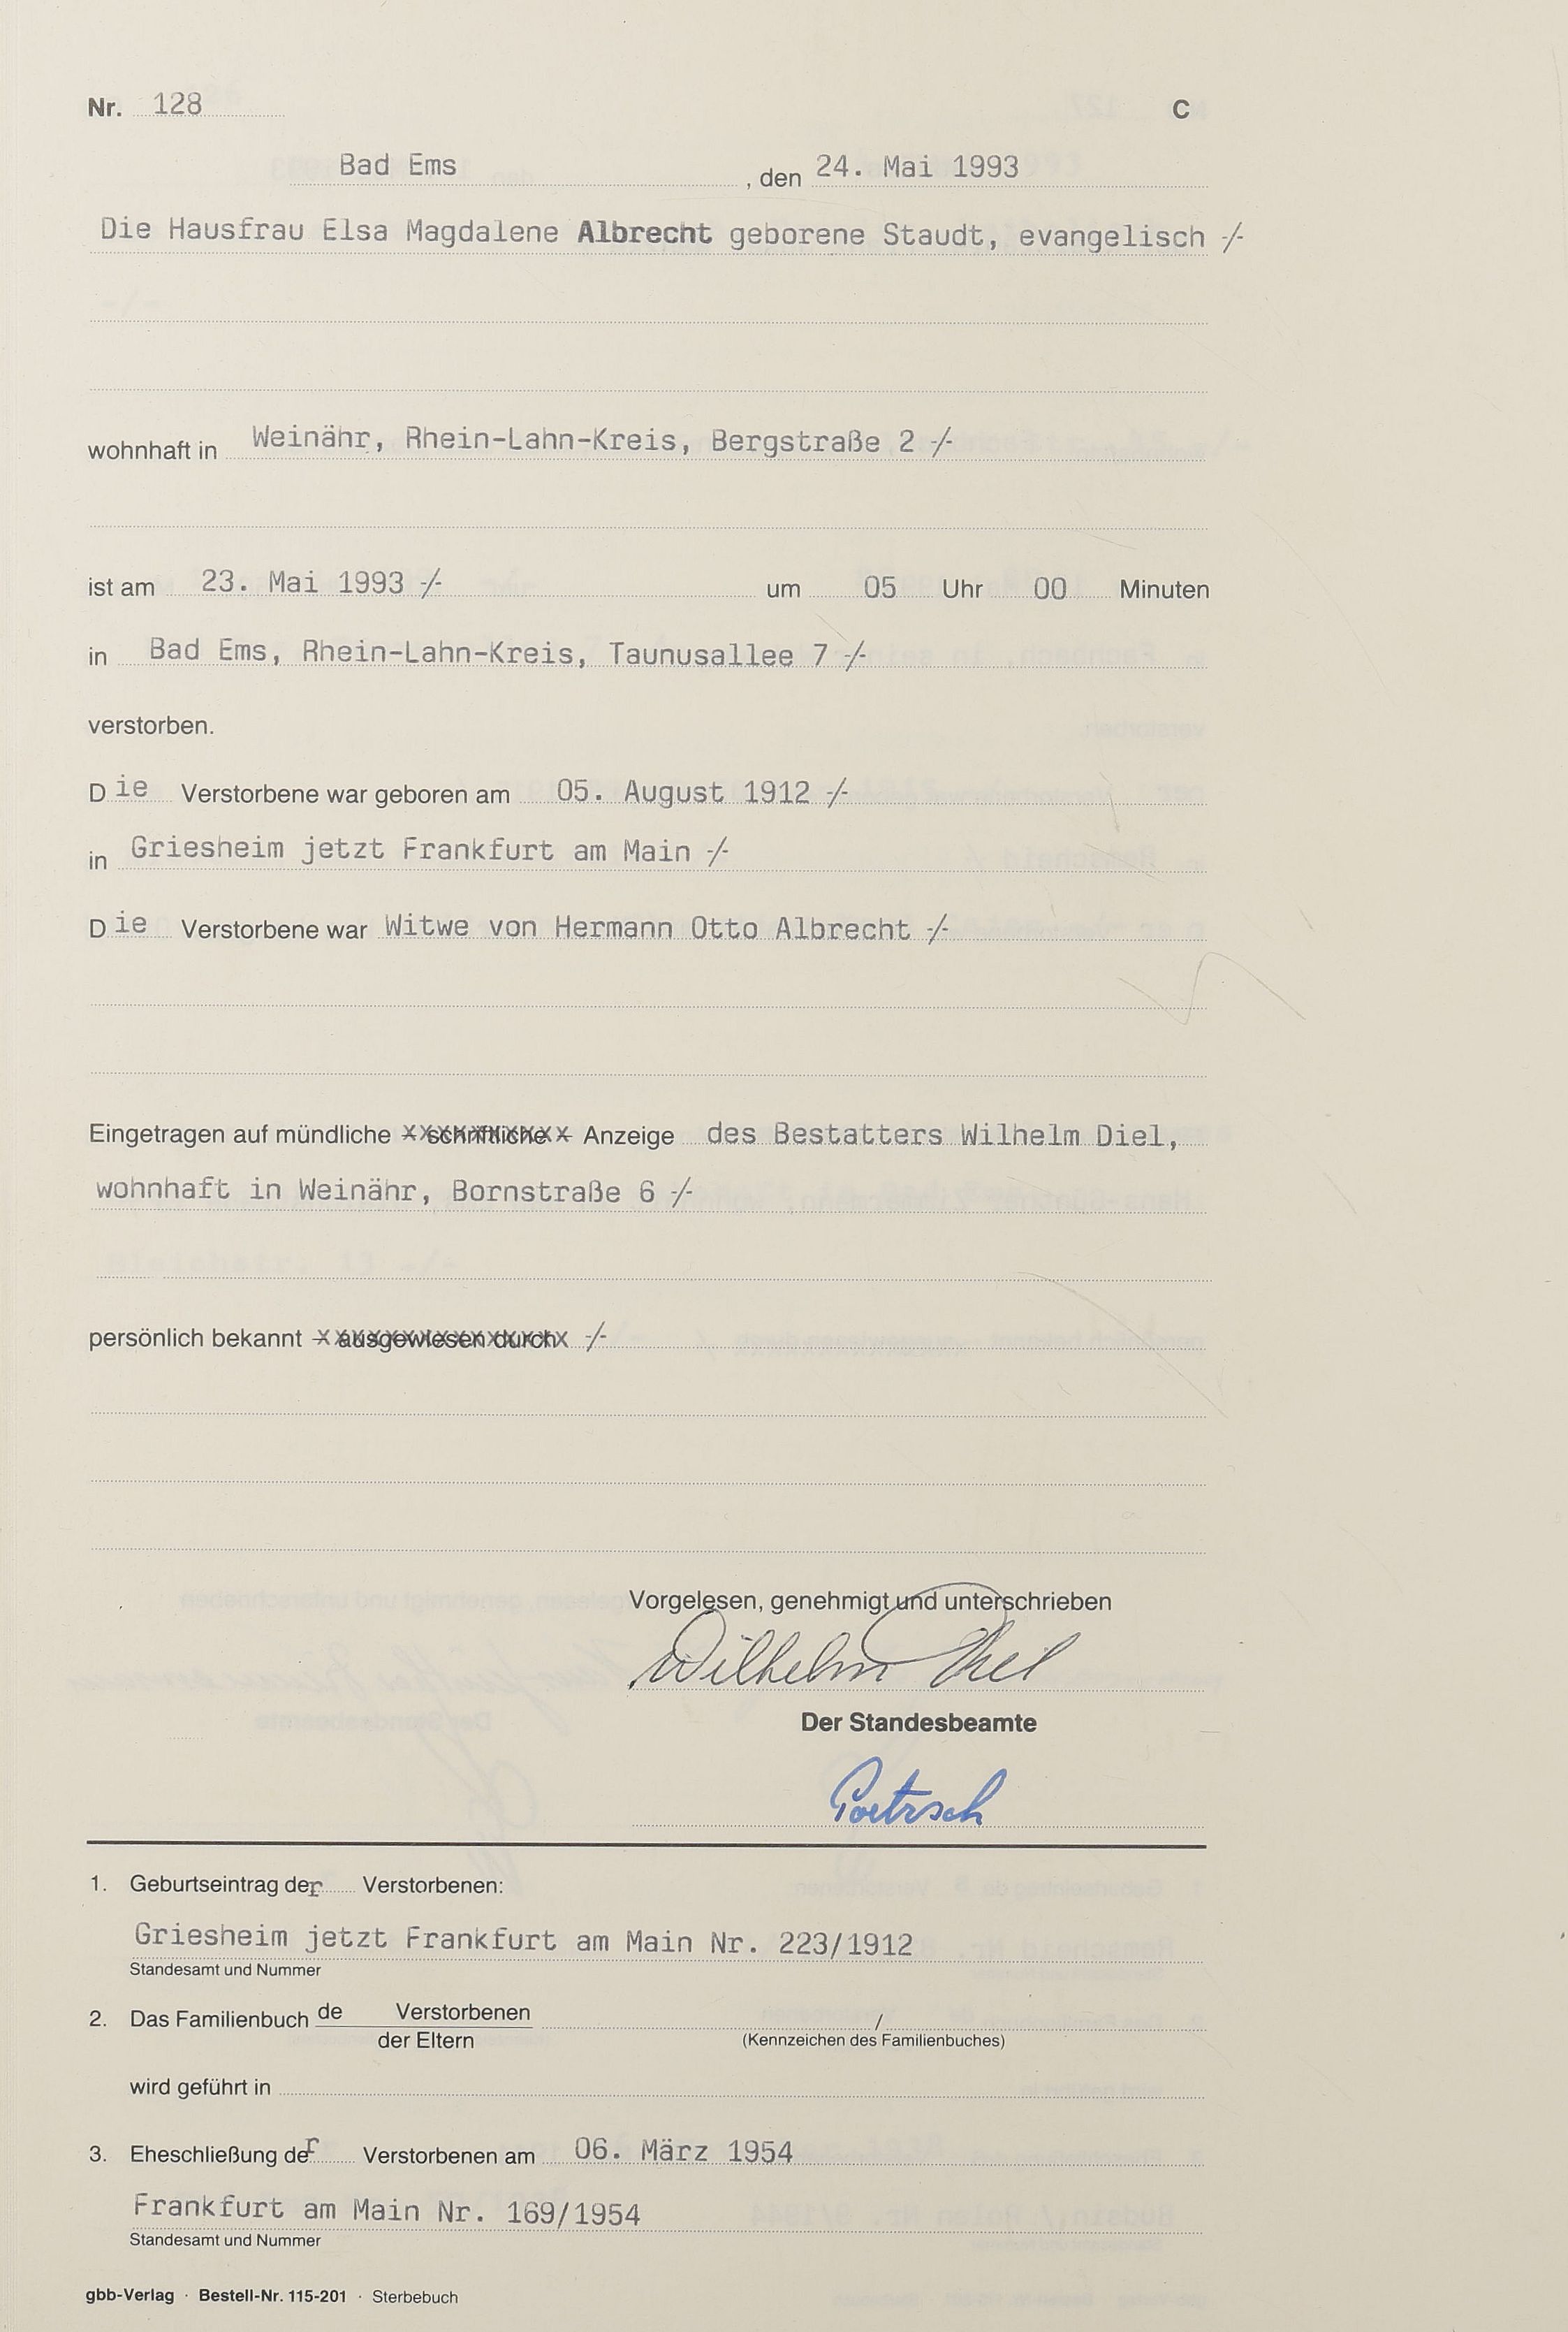 Nr. 128 C
Bad Ems , den 24. Mai 1993
Die Hausfrau Elsa Magdalene Albrecht geborene Staudt, evangelisch -/-
wohnhaft in Weinähr, Rhein-Lahn-Kreis, Bergstraße 2 -/-
ist am 23. Mai 1993 -/- um 05 Uhr 00 Minuten
in Bad Ems, Rhein-Lahn-Kreis, Taunusallee 7 -/-
verstorben.
Die Verstorbene war geboren am 05. August 1912 -/-
in Griesheim jetzt Frankfurt am Main -/-
Die Verstorbene war Witwe von Hermann Otto Albrecht -/-
Eingetragen auf mündliche – schriftliche – Anzeige des Bestatters Wilhelm Diel,
wohnhaft in Weinähr, Bornstraße 6 -/-
persönlich bekannt – ausgewiesen durch -/-
Vorgelesen, genehmigt und unterschrieben
Wilhelm Diel
Der Standesbeamte
Poetzsch
1. Geburtseintrag der Verstorbenen:
Griesheim jetzt Frankfurt am Main Nr. 223/1912
Standesamt und Nummer
2. Das Familienbuch de Verstorbenen /
der Eltern (Kennzeichen des Familienbuches)
wird geführt in
3. Eheschließung der Verstorbenen am 06. März 1954
Frankfurt am Main Nr. 169/1954
Standesamt und Nummer
gbb-Verlag · Bestell-Nr. 115-201 · Sterbebuch